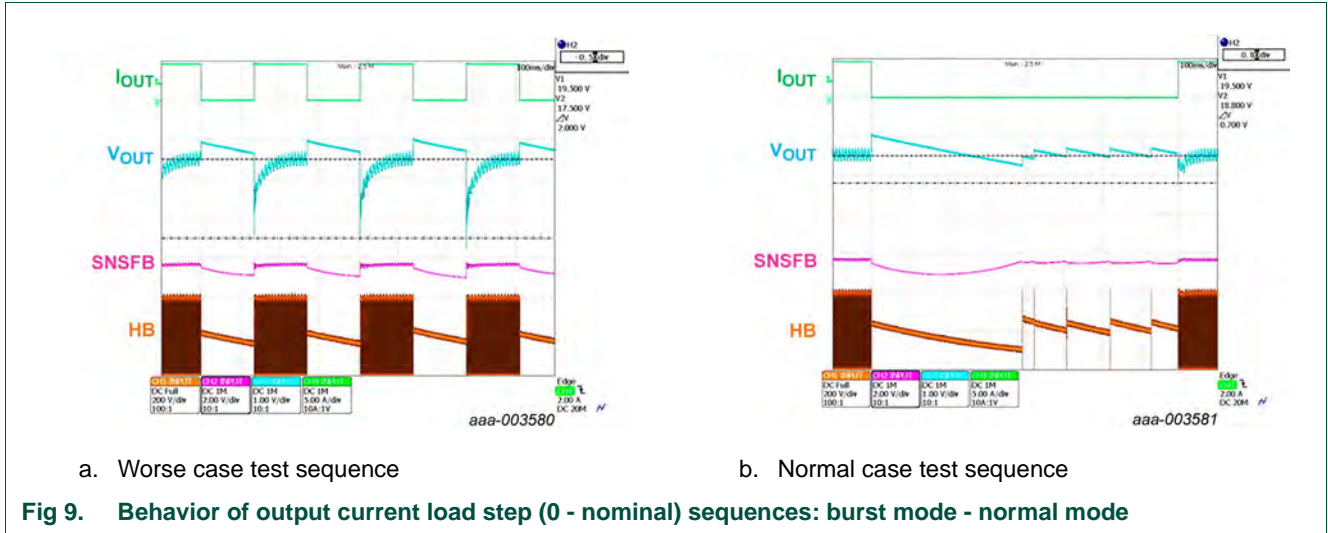 H2
100ms/div
V1
19.500 V
V2
17.500 V
2.000 V
IOUT
VOUT
SNSFB
HB
DC Full
200 V/div
100:1
DC 1M
2.00 V/div
10:1
DC 1M
1.00 V/div
10:1
DC 1M
5.00 A/div
10A:1V
Edge
2.00 A
DC 20M
aaa-003580
a. Worse case test sequence
H2
100ms/div
V1
19.500 V
V2
18.800 V
0.700 V
IOUT
VOUT
SNSFB
HB
DC Full
200 V/div
100:1
DC 1M
2.00 V/div
10:1
DC 1M
1.00 V/div
10:1
DC 1M
5.00 A/div
10A:1V
Edge
2.00 A
DC 20M
aaa-003581
b. Normal case test sequence
Fig 9. Behavior of output current load step (0 - nominal) sequences: burst mode - normal mode